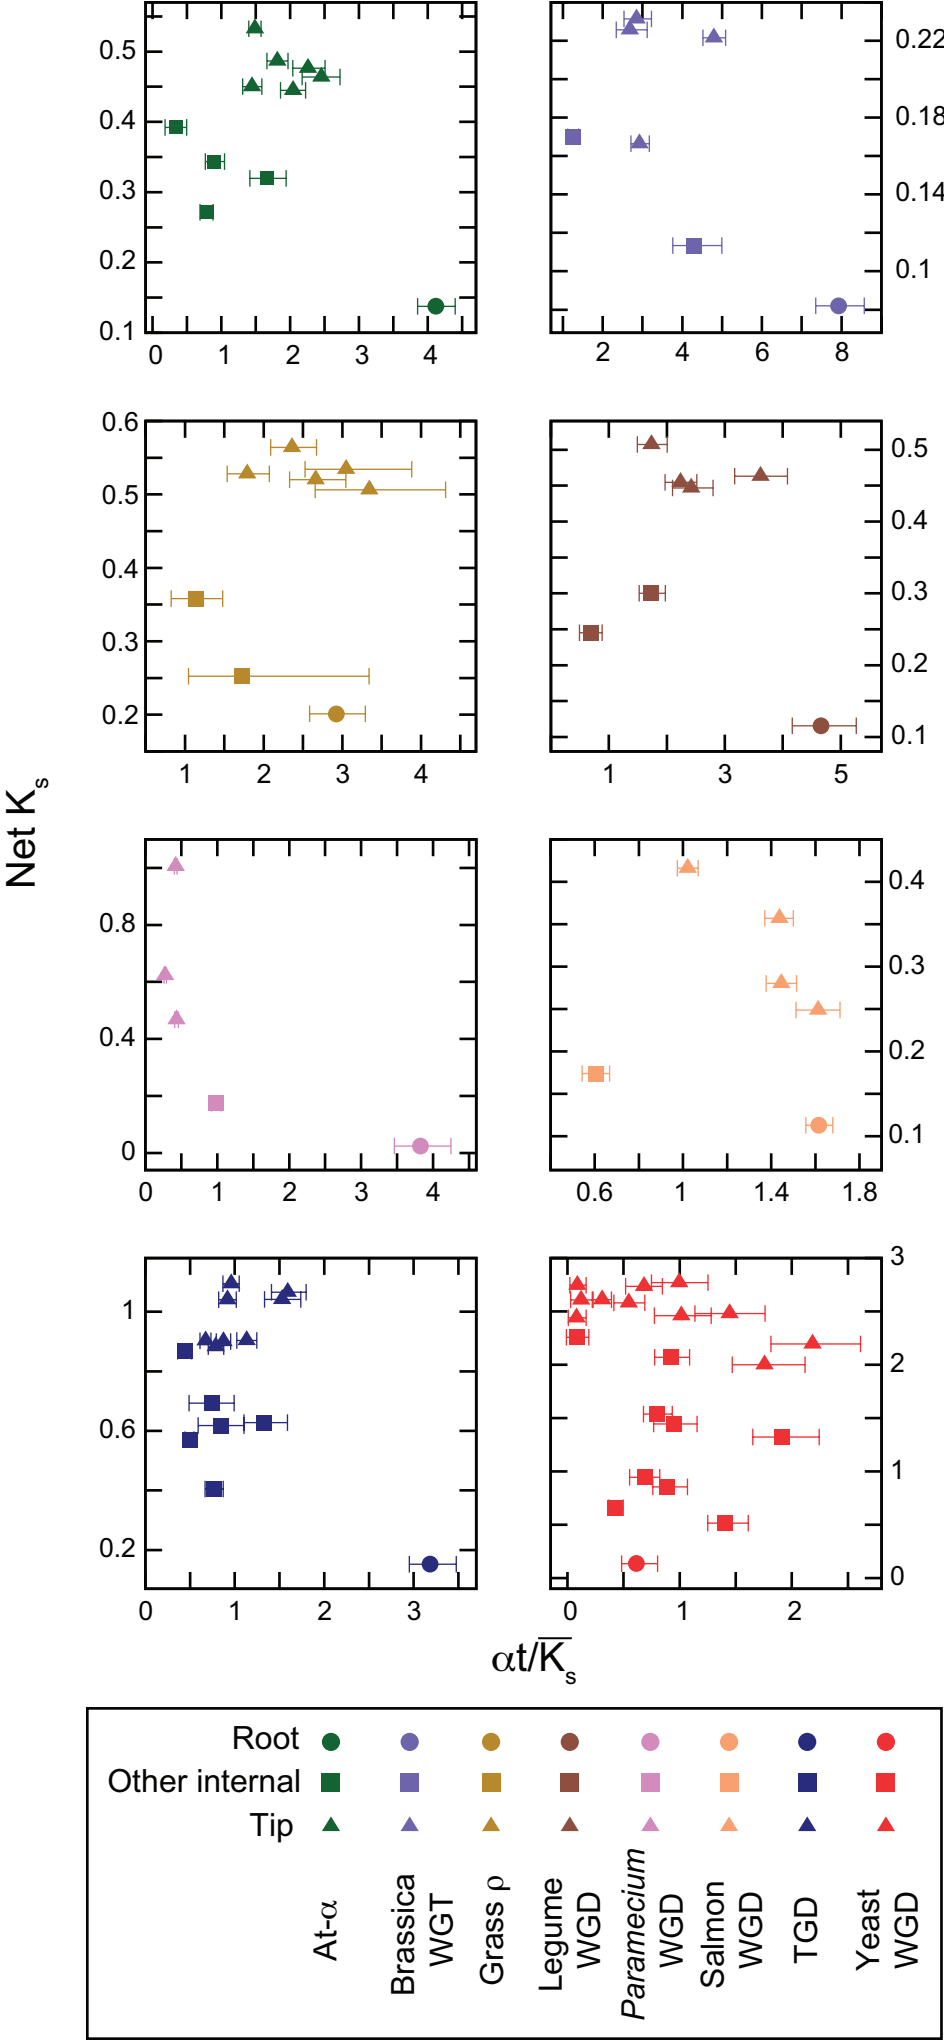 0.5
0.4
0.3
0.2
0.1
0 1 2 3 4
0.22
0.18
0.14
0.1
2 4 6 8
0.6
0.5
0.4
0.3
0.2
1 2 3 4
0.5
0.4
0.3
0.2
0.1
1 3 5
Net Ks
0.8
0.4
0
0 1 2 3 4
0.4
0.3
0.2
0.1
0.6 1 1.4 1.8
1
0.6
0.2
0 1 2 3
3
2
1
0
0 1 2
αt/K̅s
Root
Other internal
Tip
At-α
Brassica
WGT
Grass ρ
Legume
WGD
Paramecium
WGD
Salmon
WGD
TGD
Yeast
WGD